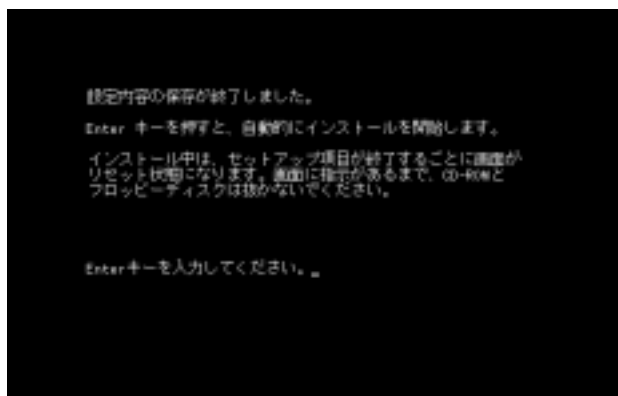 設定内容の保存が終了しました。
Enter キーを押すと、自動的にインストールを開始します。
インストール中は、セットアップ項目が終了するごとに画面が
リセット状態になります。画面に指示があるまで、CD-ROMと
フロッピーディスクは抜かないでください。
Enterキーを入力してください。_